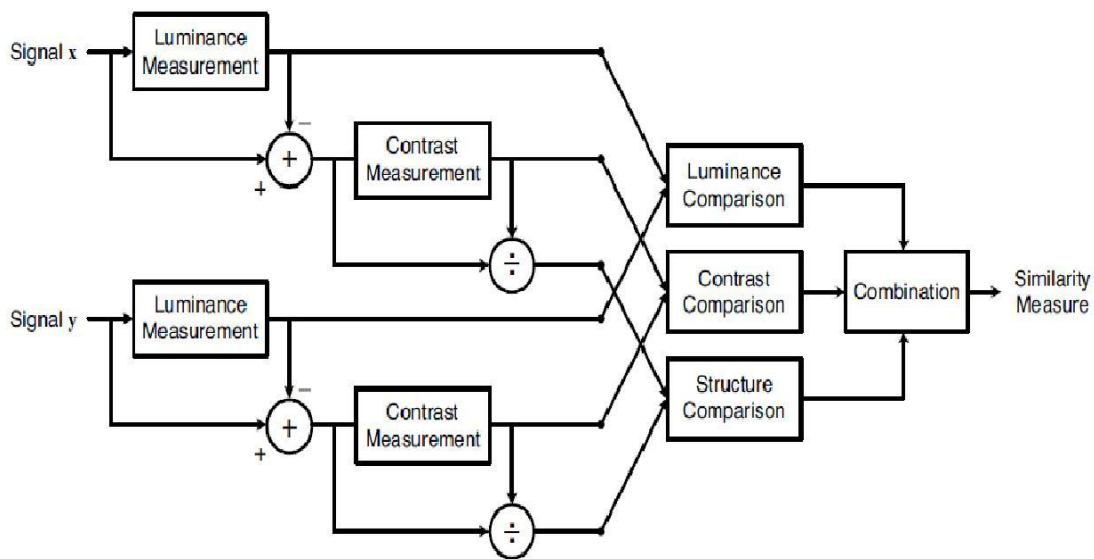 Signal x
Luminance
Measurement
−
+
+
Contrast
Measurement
÷
Signal y
Luminance
Measurement
−
+
+
Contrast
Measurement
÷
Luminance
Comparison
Contrast
Comparison
Structure
Comparison
Combination
Similarity
Measure